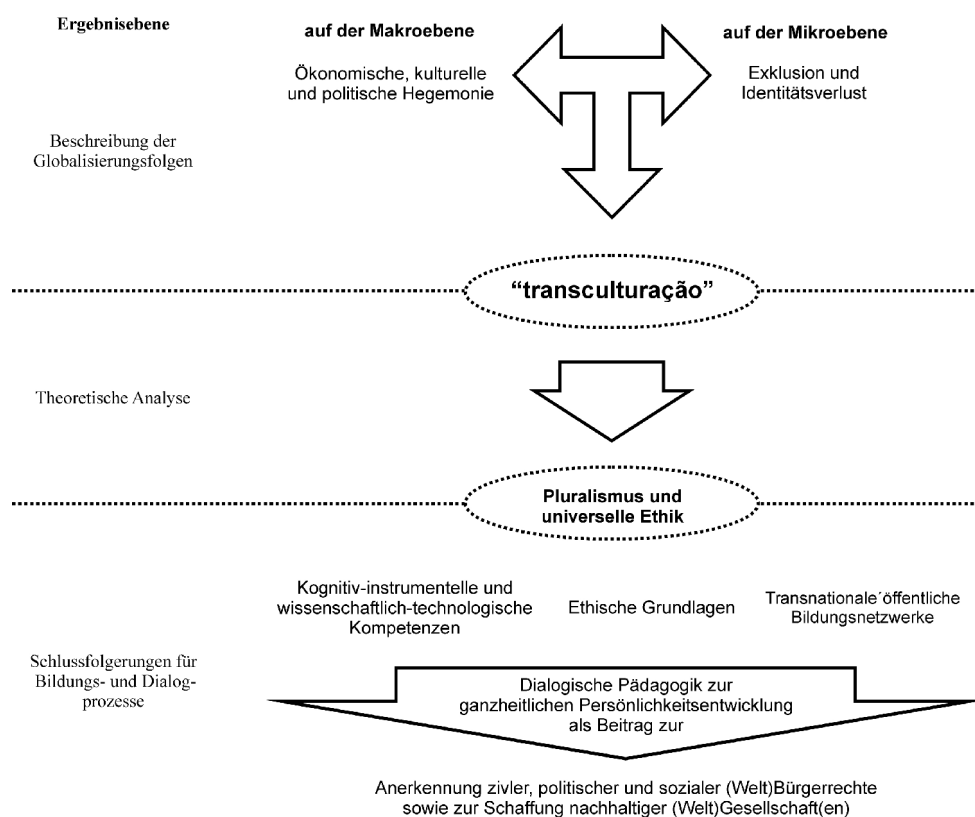 Ergebnisebene
auf der Makroebene
auf der Mikroebene
Ökonomische, kulturelle
und politische Hegemonie
Exklusion und
Identitätsverlust
Beschreibung der
Globalisierungsfolgen
“transculturação”
Theoretische Analyse
Pluralismus und
universelle Ethik
Kognitiv-instrumentelle und
wissenschaftlich-technologische
Kompetenzen
Ethische Grundlagen
Transnationale´öffentliche
Bildungsnetzwerke
Schlussfolgerungen für
Bildungs- und Dialog-
prozesse
Dialogische Pädagogik zur
ganzheitlichen Persönlichkeitsentwicklung
als Beitrag zur
Anerkennung zivler, politischer und sozialer (Welt)Bürgerrechte
sowie zur Schaffung nachhaltiger (Welt)Gesellschaft(en)